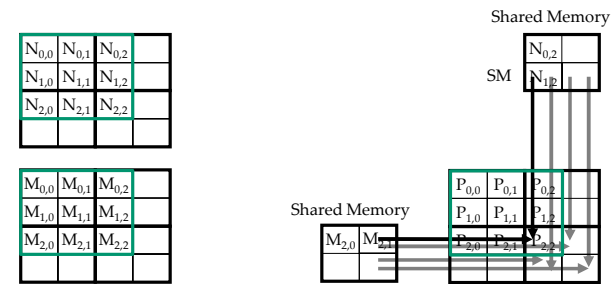 Shared Memory
N0,0 N0,1 N0,2
N1,0 N1,1 N1,2
N2,0 N2,1 N2,2
N0,2
SM N1,2
M0,0 M0,1 M0,2
M1,0 M1,1 M1,2
M2,0 M2,1 M2,2
Shared Memory
M2,0 M2,1
P0,0 P0,1 P0,2
P1,0 P1,1 P1,2
P2,0 P2,1 P2,2